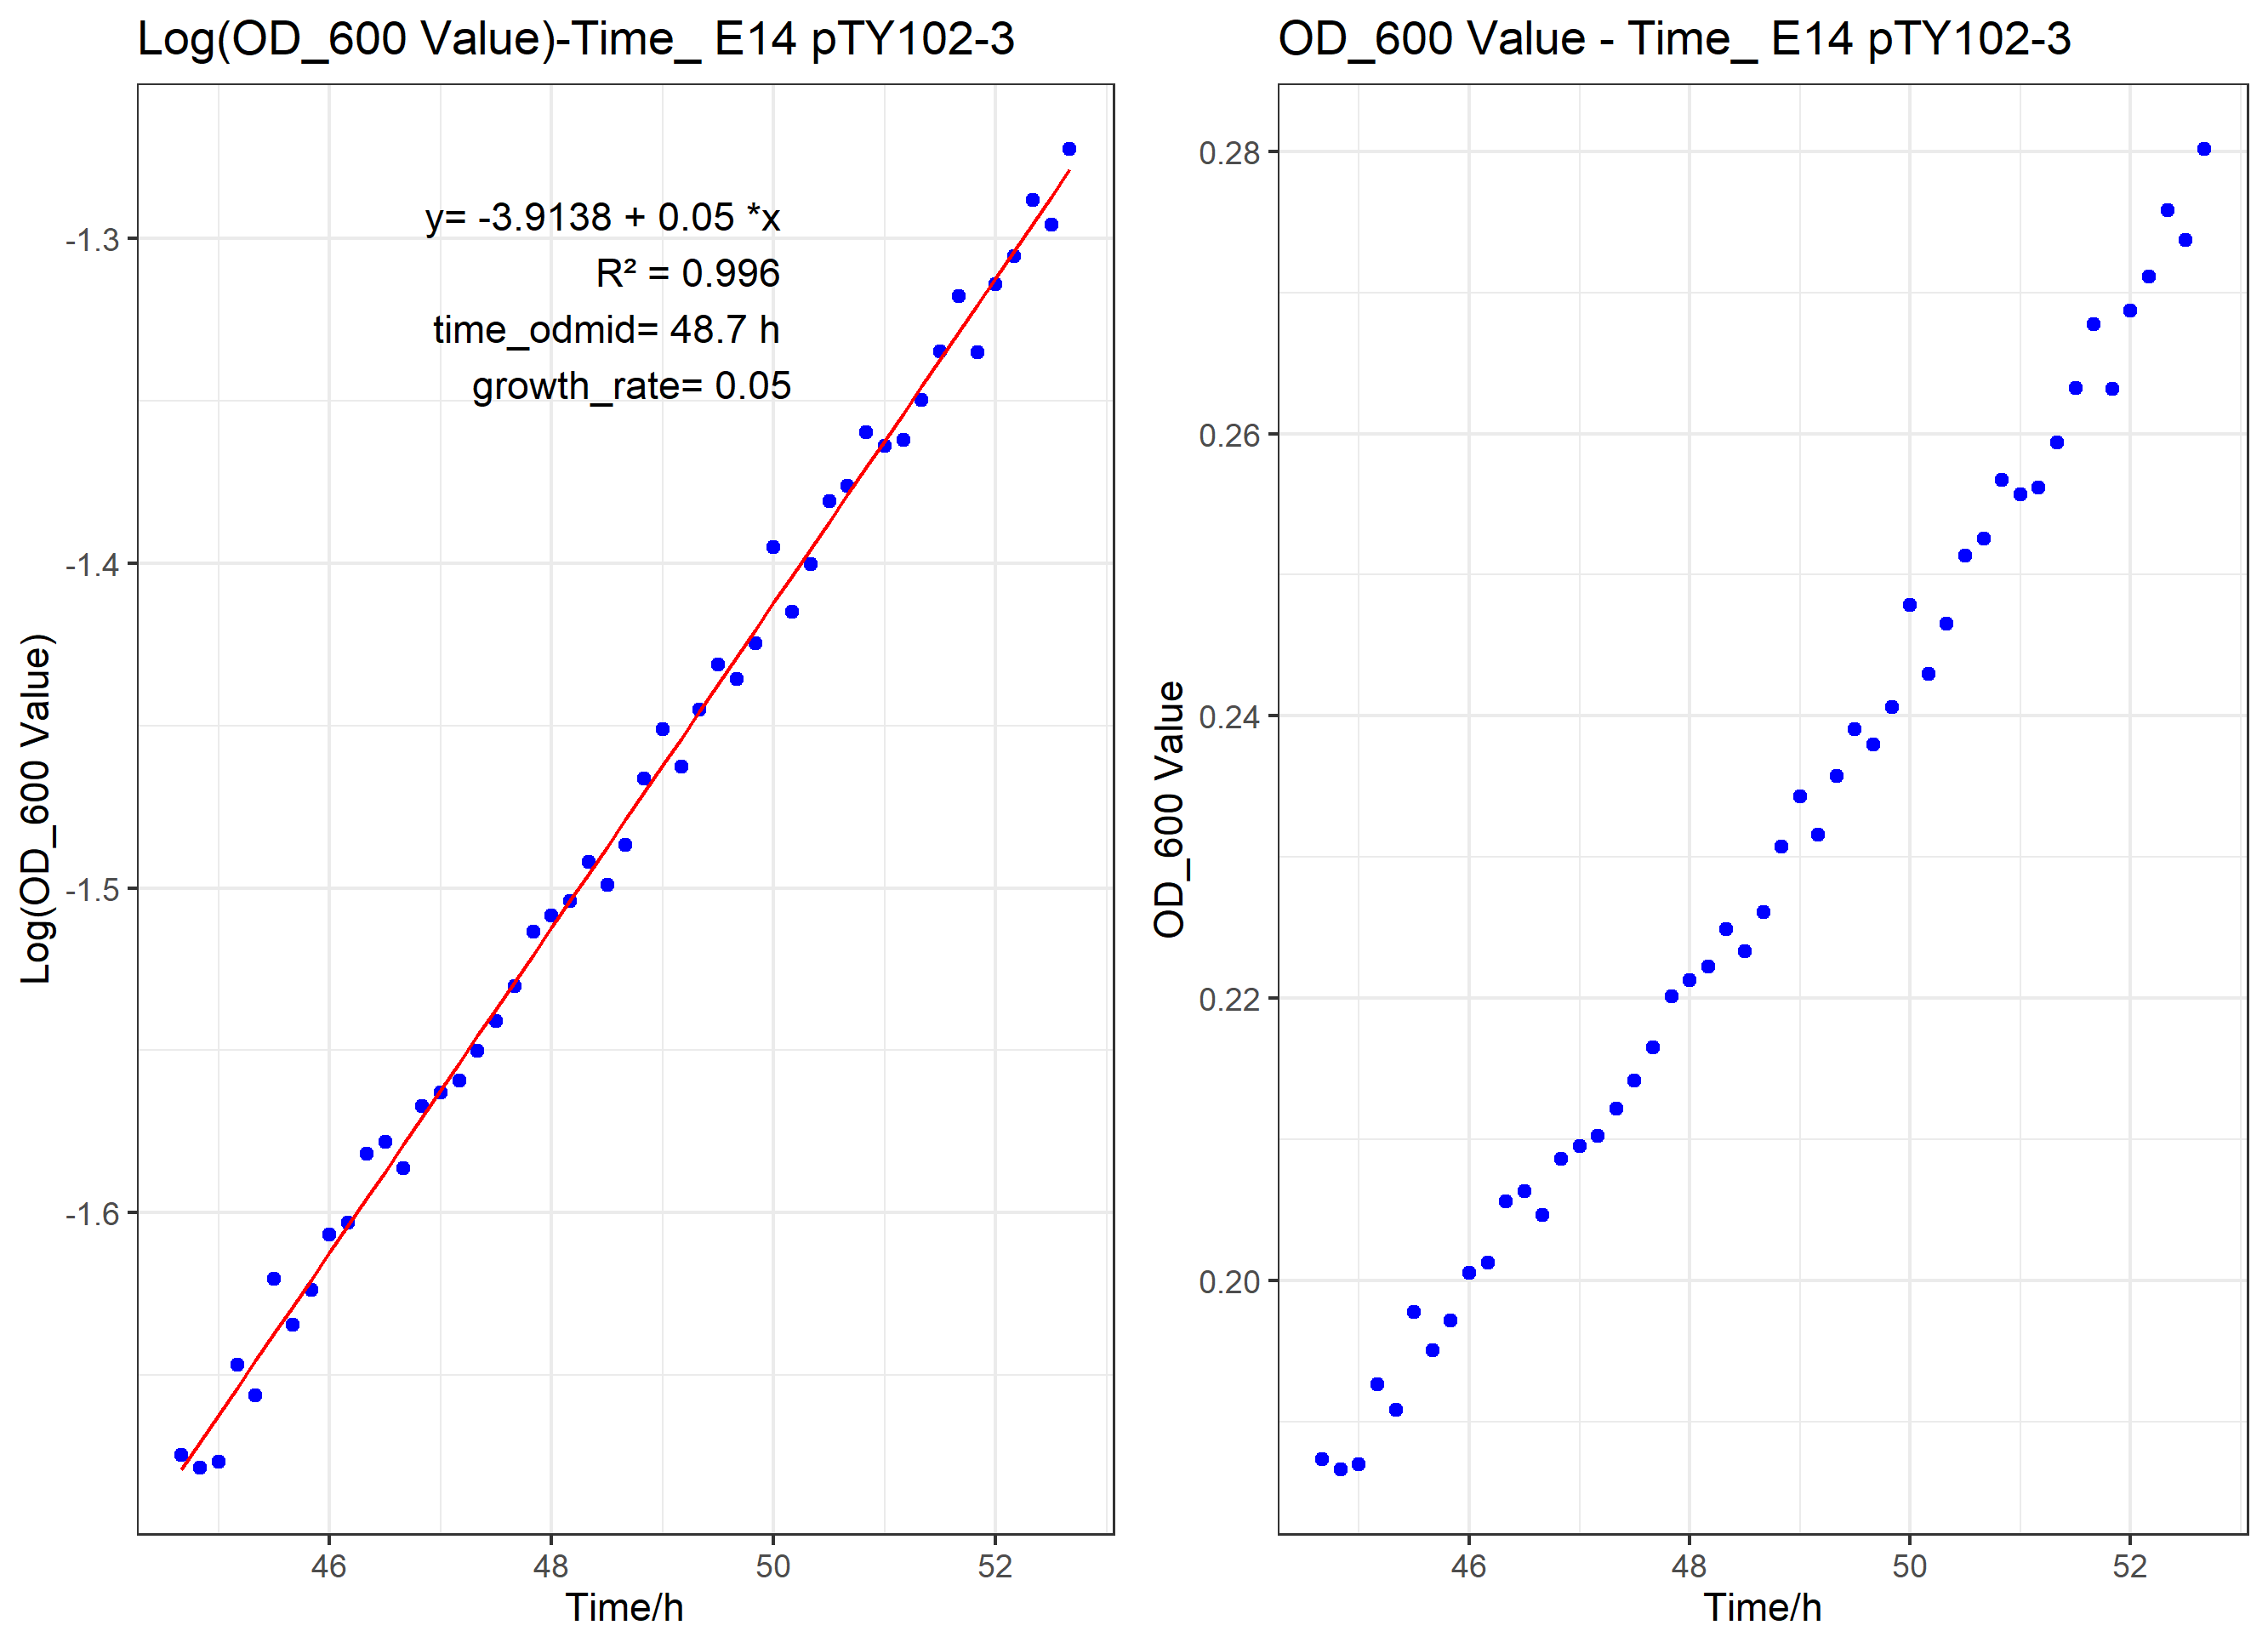 Log(OD_600 Value)-Time_ E14 pTY102-3
y= -3.9138 + 0.05 *x
R² = 0.996
time_odmid= 48.7 h
growth_rate= 0.05
-1.3
-1.4
-1.5
-1.6
Log(OD_600 Value)
46 48 50 52
Time/h
OD_600 Value - Time_ E14 pTY102-3
0.28
0.26
0.24
0.22
0.20
OD_600 Value
46 48 50 52
Time/h